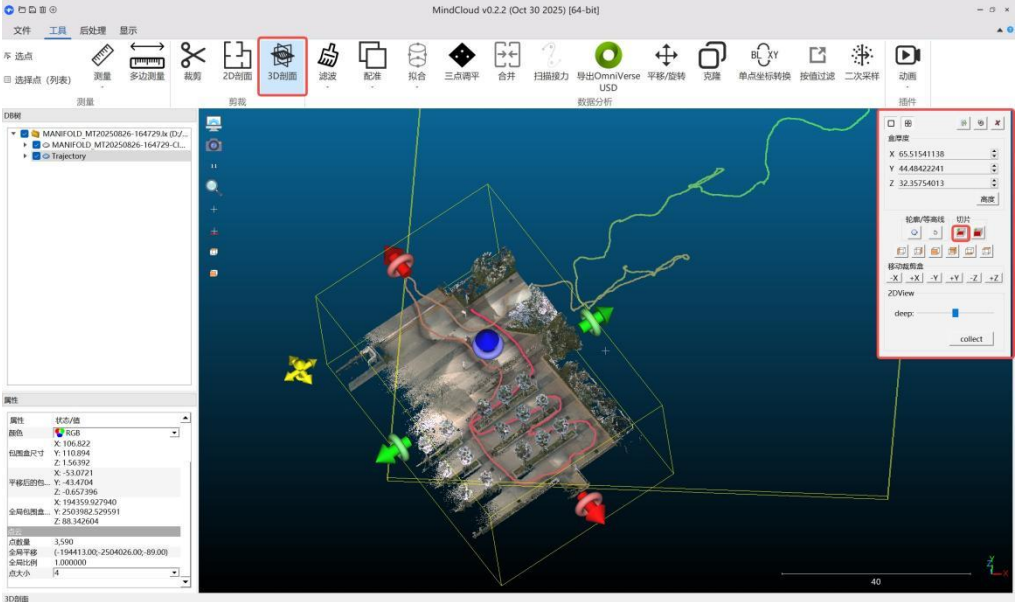 MindCloud v0.2.2 (Oct 30 2025) [64-bit]
文件 工具 后处理 显示
选点
选择点 (列表)
测量 多边测量 裁剪 2D剖面 3D剖面 滤波 配准 拟合 三点调平 合并 扫描接力 导出OmniVerse USD 平移/旋转 克隆 单点坐标转换 按值过滤 二次采样 动画
测量 剪裁 数据分析 插件
DB树
MANIFOLD_MT20250826-164729.lx (D:/...
MANIFOLD_MT20250826-164729-Cl...
Trajectory
属性
属性 状态/值
颜色 RGB
包围盒尺寸
X: 106.822
Y: 110.894
Z: 1.56392
平移后的包...
X: -53.0721
Y: -43.4704
Z: -0.657396
全局包围盒...
X: 194359.927940
Y: 2503982.529591
Z: 88.342604
点云
点数量 3,590
全局平移 (-194413.00;-2504026.00;-89.00)
全局比例 1.000000
点大小 4
3D剖面
盒厚度
X 65.51541138
Y 44.48422241
Z 32.35754013
高度
轮廓/等高线 切片
移动裁剪盒
-X +X -Y +Y -Z +Z
2DView
deep:
collect
1:1
Y
Z
X
40